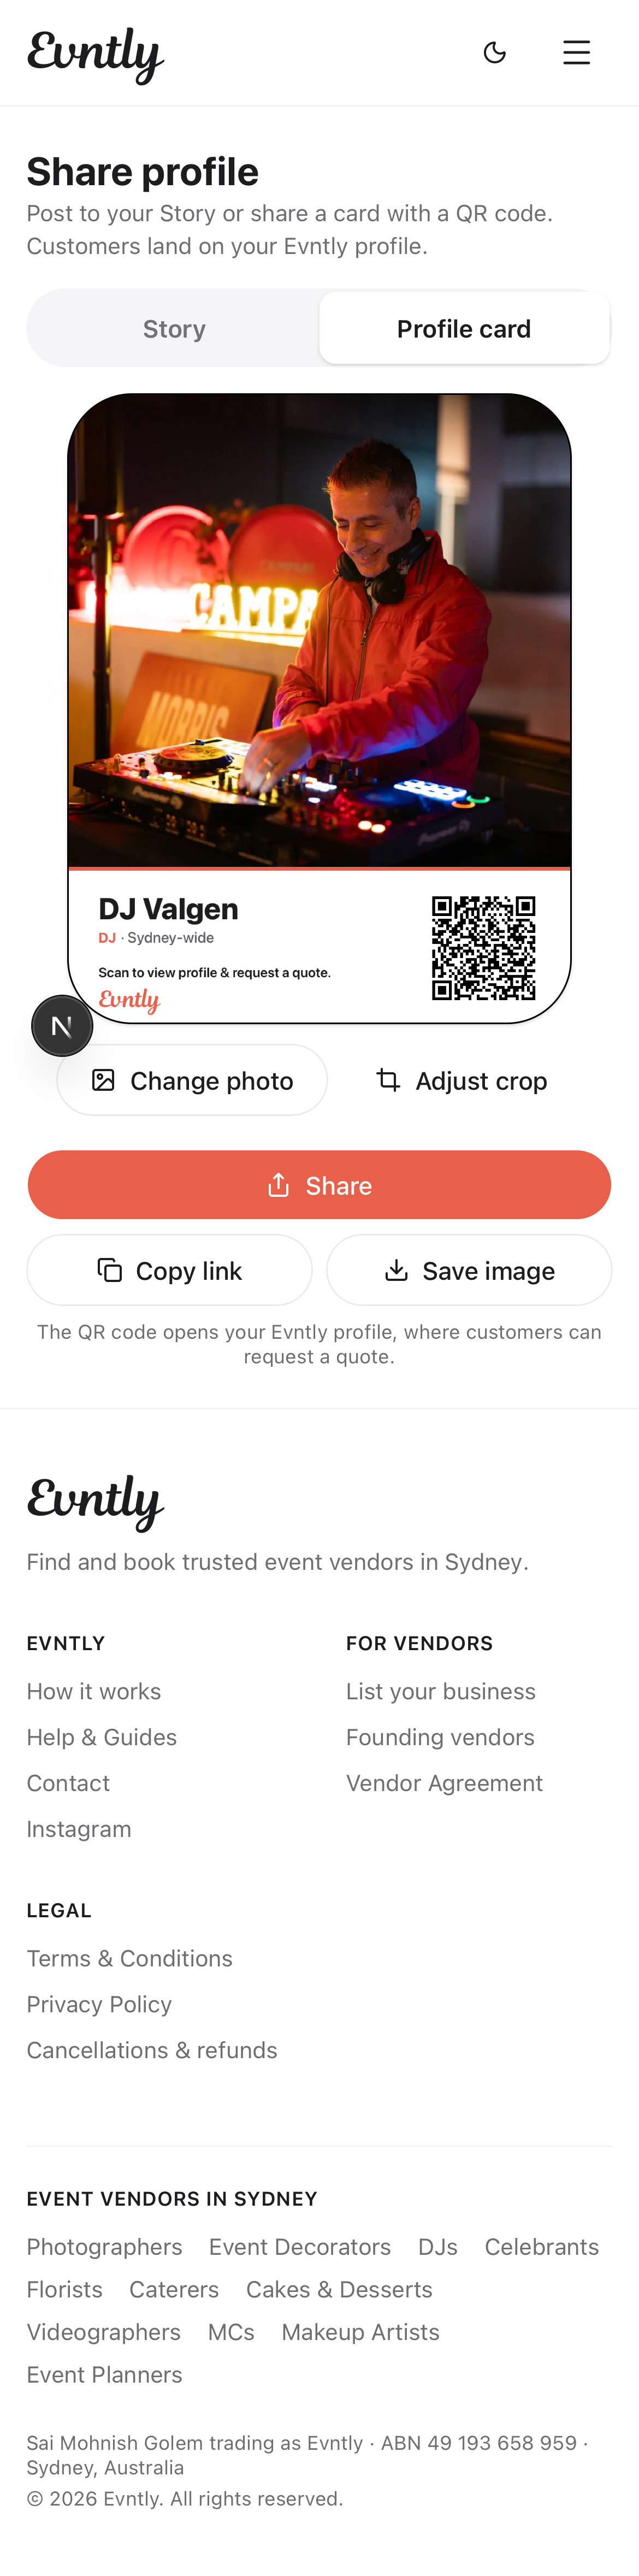 Evntly
Share profile
Post to your Story or share a card with a QR code.
Customers land on your Evntly profile.
Story
Profile card
CAMPA
MORRIS
DJ Valgen
DJ · Sydney-wide
Scan to view profile & request a quote.
Evntly
N
Change photo
Adjust crop
Share
Copy link
Save image
The QR code opens your Evntly profile, where customers can
request a quote.
Evntly
Find and book trusted event vendors in Sydney.
EVNTLY
How it works
Help & Guides
Contact
Instagram
FOR VENDORS
List your business
Founding vendors
Vendor Agreement
LEGAL
Terms & Conditions
Privacy Policy
Cancellations & refunds
EVENT VENDORS IN SYDNEY
Photographers Event Decorators DJs Celebrants
Florists Caterers Cakes & Desserts
Videographers MCs Makeup Artists
Event Planners
Sai Mohnish Golem trading as Evntly · ABN 49 193 658 959 ·
Sydney, Australia
© 2026 Evntly. All rights reserved.